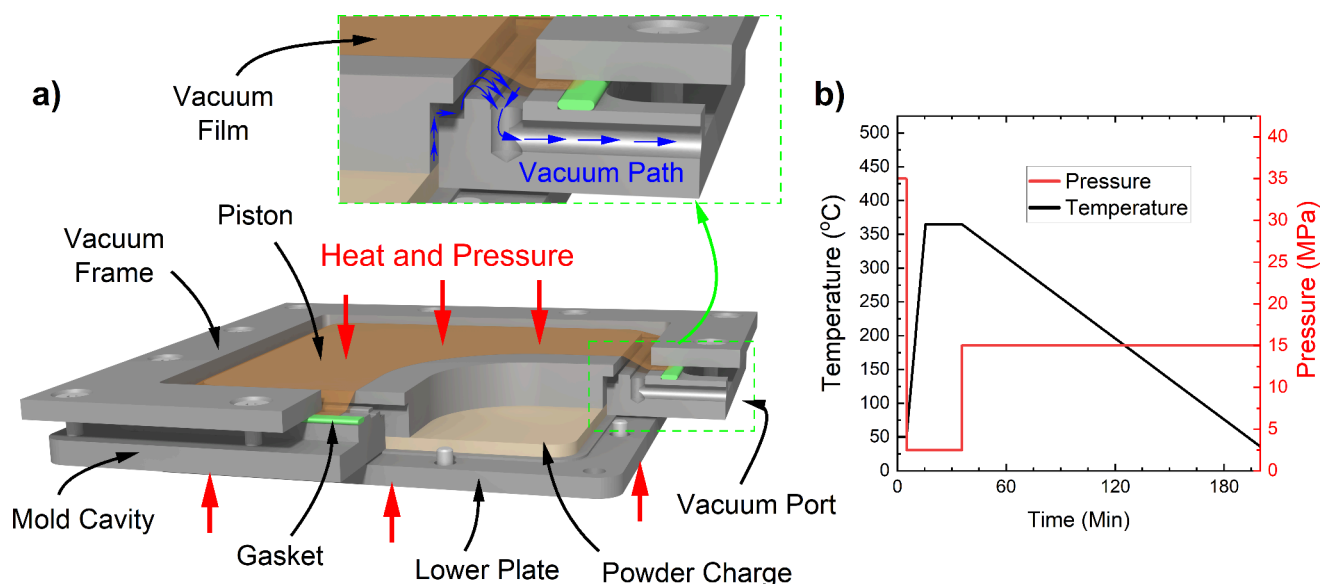 a)
Vacuum
Film
Vacuum Path
Piston
Vacuum
Frame
Heat and Pressure
Mold Cavity
Gasket
Lower Plate
Powder Charge
Vacuum Port
b)
Temperature (°C)
500
450
400
350
300
250
200
150
100
50
0
Pressure
Temperature
40
35
30
25
20
15
10
5
0
Pressure (MPa)
0
60
120
180
Time (Min)